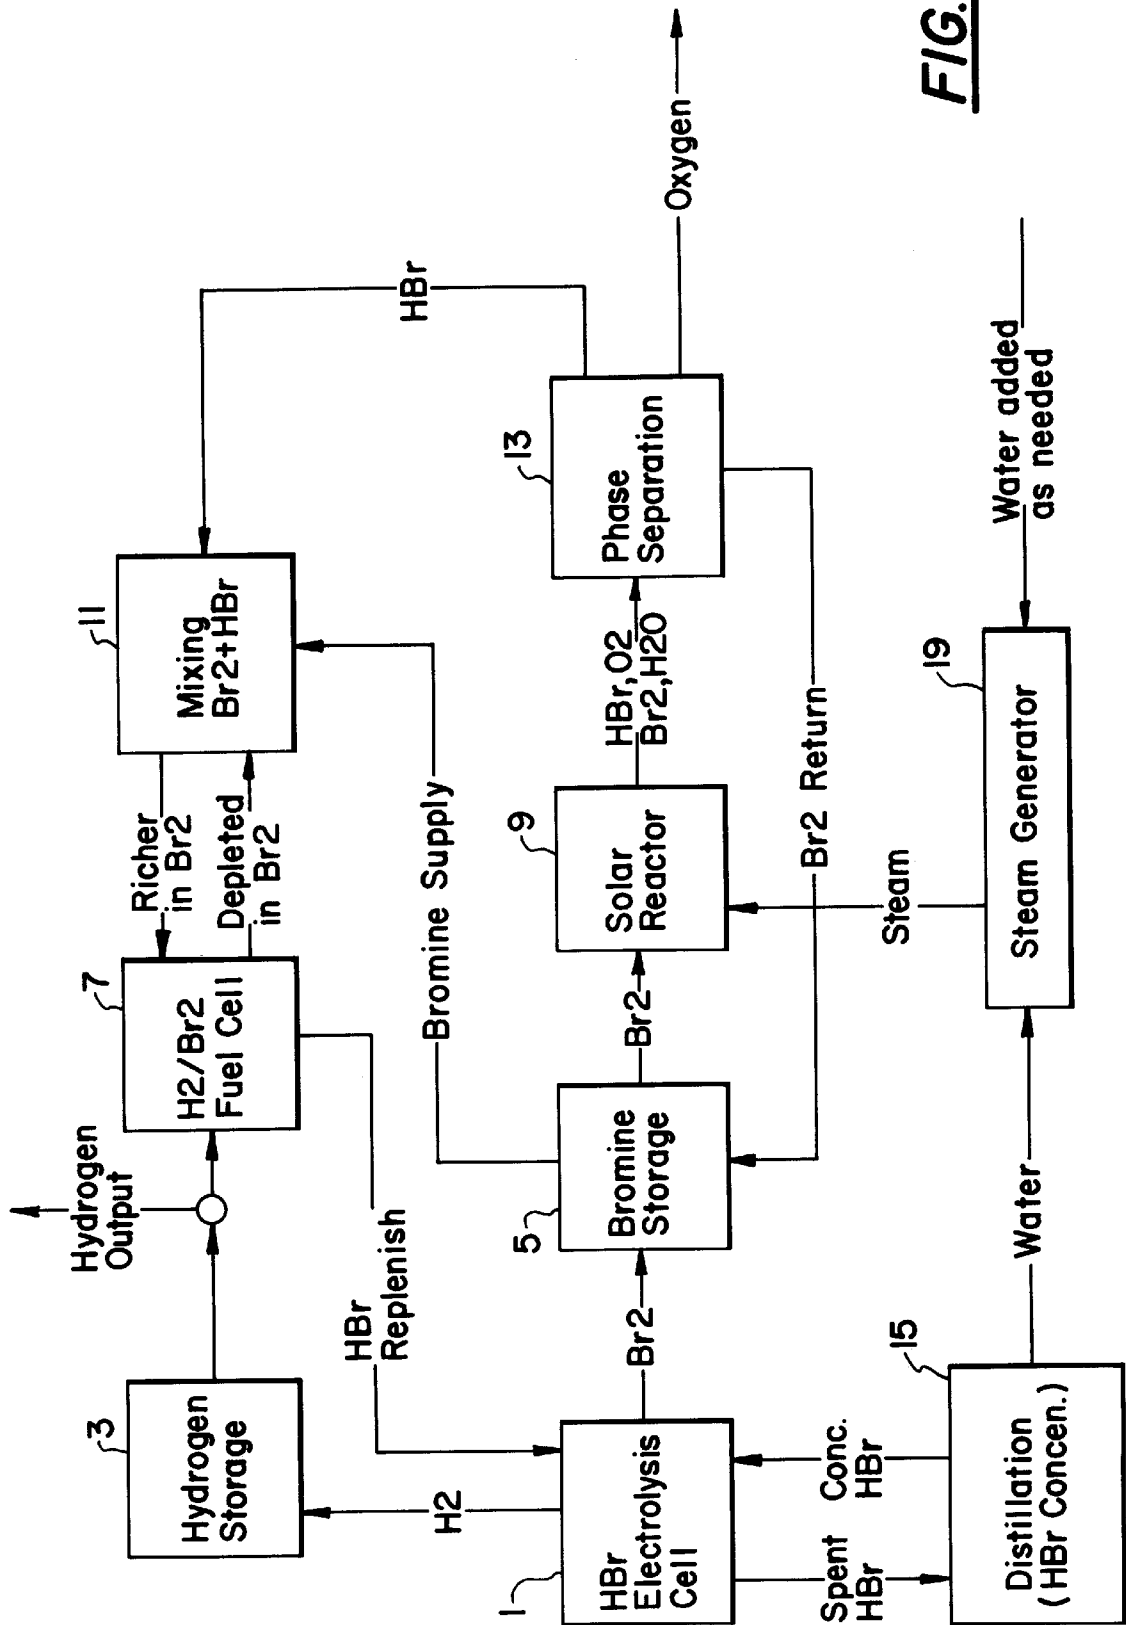 3
Hydrogen
Storage
Hydrogen
Output
7
H2/Br2
Fuel Cell
Richer
in Br2
Depleted
in Br2
11
Mixing
Br2+HBr
HBr
HBr
Replenish
H2
Bromine Supply
1
HBr
Electrolysis
Cell
Br2
5
Bromine
Storage
Br2
9
Solar
Reactor
HBr,O2
Br2,H2O
13
Phase
Separation
Oxygen
Br2 Return
Spent
HBr
Conc.
HBr
Steam
15
Distillation
(HBr Concen.)
Water
19
Steam Generator
Water added
as needed
FIG.